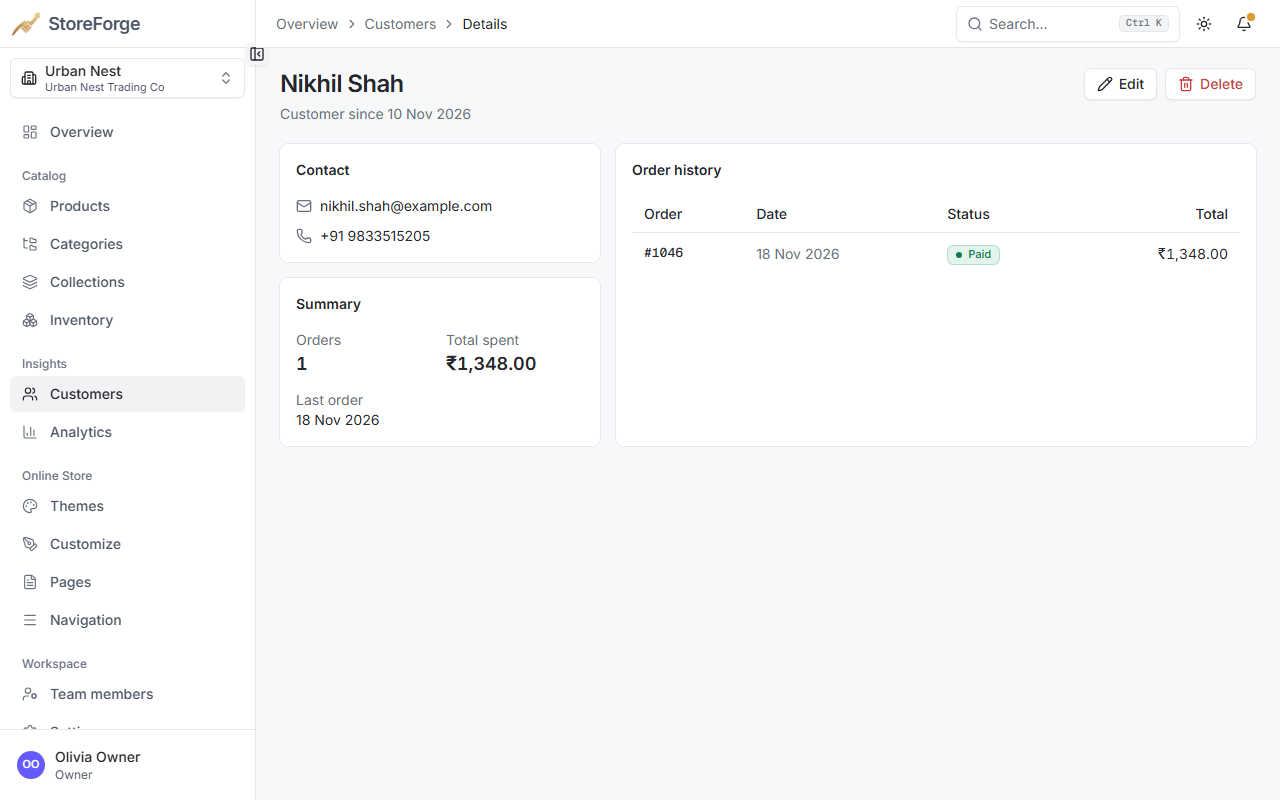 StoreForge
Overview > Customers > Details
Search... Ctrl K
Urban Nest
Urban Nest Trading Co
Overview
Catalog
Products
Categories
Collections
Inventory
Insights
Customers
Analytics
Online Store
Themes
Customize
Pages
Navigation
Workspace
Team members
OO
Olivia Owner
Owner
Nikhil Shah
Customer since 10 Nov 2026
Edit
Delete
Contact
nikhil.shah@example.com
+91 9833515205
Summary
Orders Total spent
1 ₹1,348.00
Last order
18 Nov 2026
Order history
Order Date Status Total
#1046 18 Nov 2026 Paid ₹1,348.00